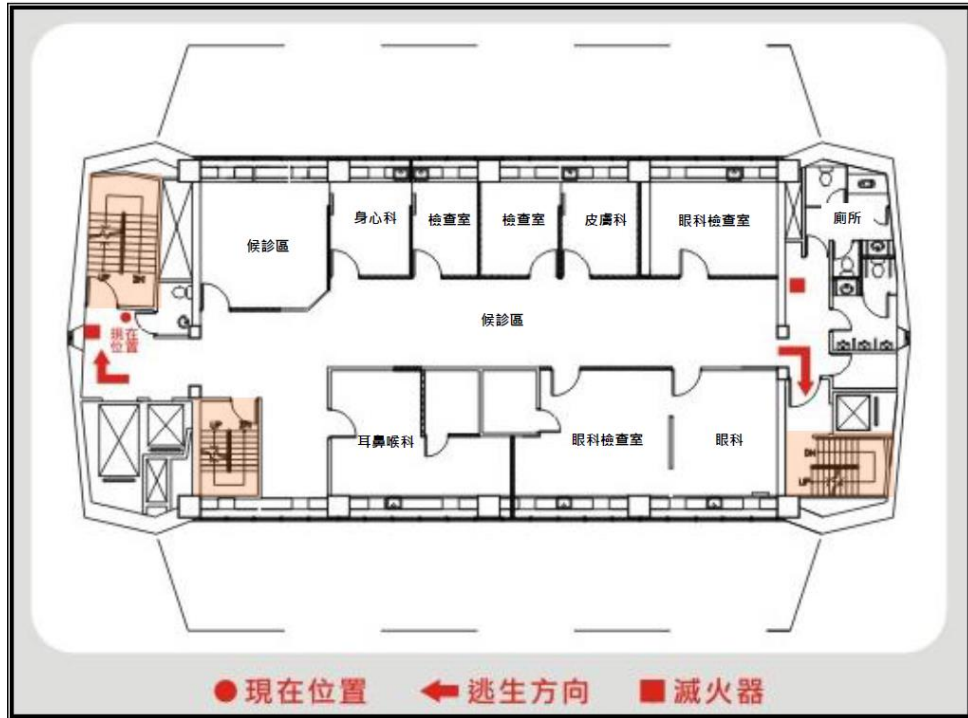 身心科
檢查室
檢查室
皮膚科
眼科檢查室
廁所
候診區
UP
DN
候診區
現在
位置
耳鼻喉科
眼科檢查室
眼科
DN
UP
現在位置
逃生方向
滅火器